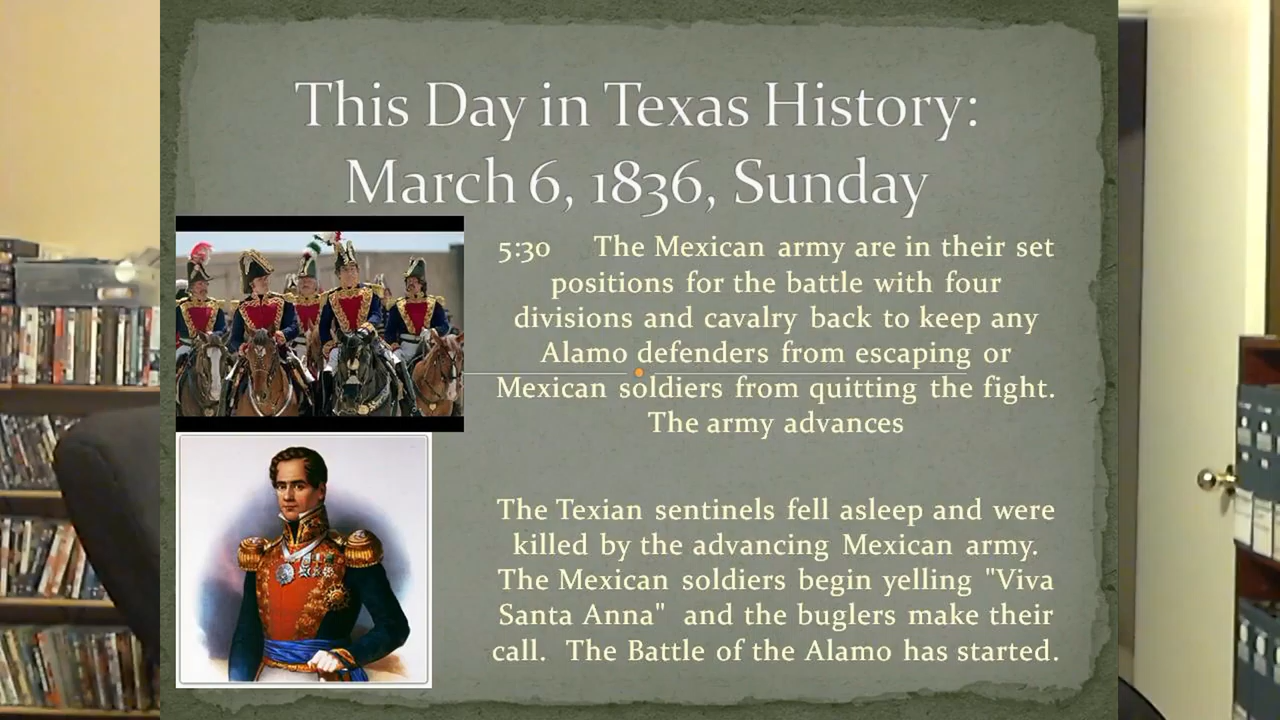 This Day in Texas History:
March 6, 1836, Sunday
5:30 The Mexican army are in their set
positions for the battle with four
divisions and cavalry back to keep any
Alamo defenders from escaping or
Mexican soldiers from quitting the fight.
The army advances
The Texian sentinels fell asleep and were
killed by the advancing Mexican army.
The Mexican soldiers begin yelling "Viva
Santa Anna" and the buglers make their
call. The Battle of the Alamo has started.